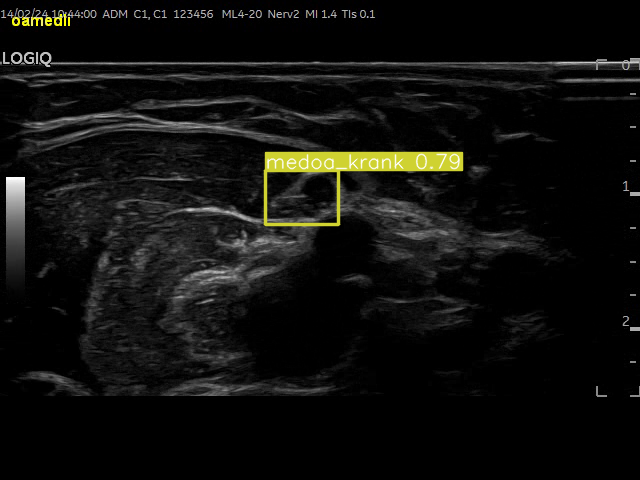 14/02/24 10:44:00 ADM C1, C1 123456 ML4-20 Nerv2 MI 1.4 TIs 0.1
oamedli
LOGIQ
0
medoa_krank 0.79
1
2